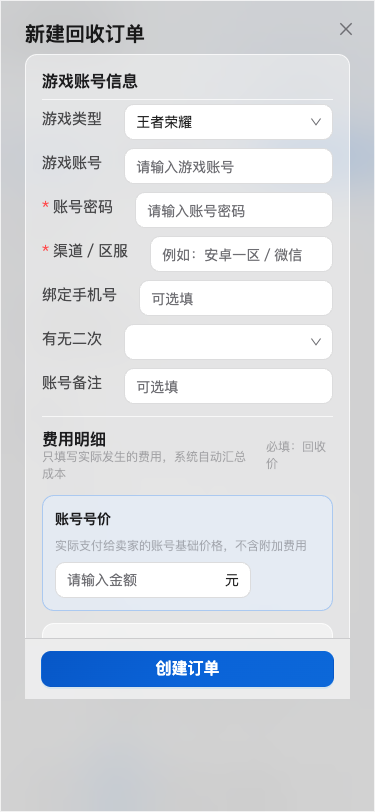 新建回收订单
游戏账号信息
游戏类型 王者荣耀
游戏账号 请输入游戏账号
* 账号密码 请输入账号密码
* 渠道 / 区服 例如：安卓一区 / 微信
绑定手机号 可选填
有无二次
账号备注 可选填
费用明细
只填写实际发生的费用，系统自动汇总
成本
必填：回收
价
账号号价
实际支付给卖家的账号基础价格，不含附加费用
请输入金额 元
创建订单